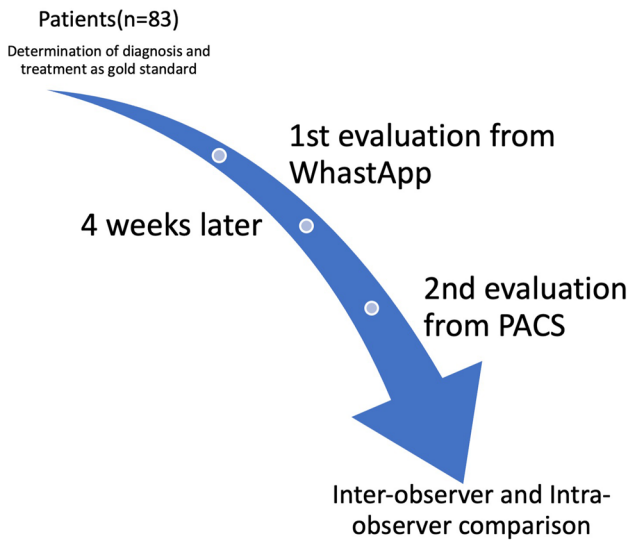 Patients(n=83)
Determination of diagnosis and
treatment as gold standard
1st evaluation from
WhastApp
4 weeks later
2nd evaluation
from PACS
Inter-observer and Intra-
observer comparison